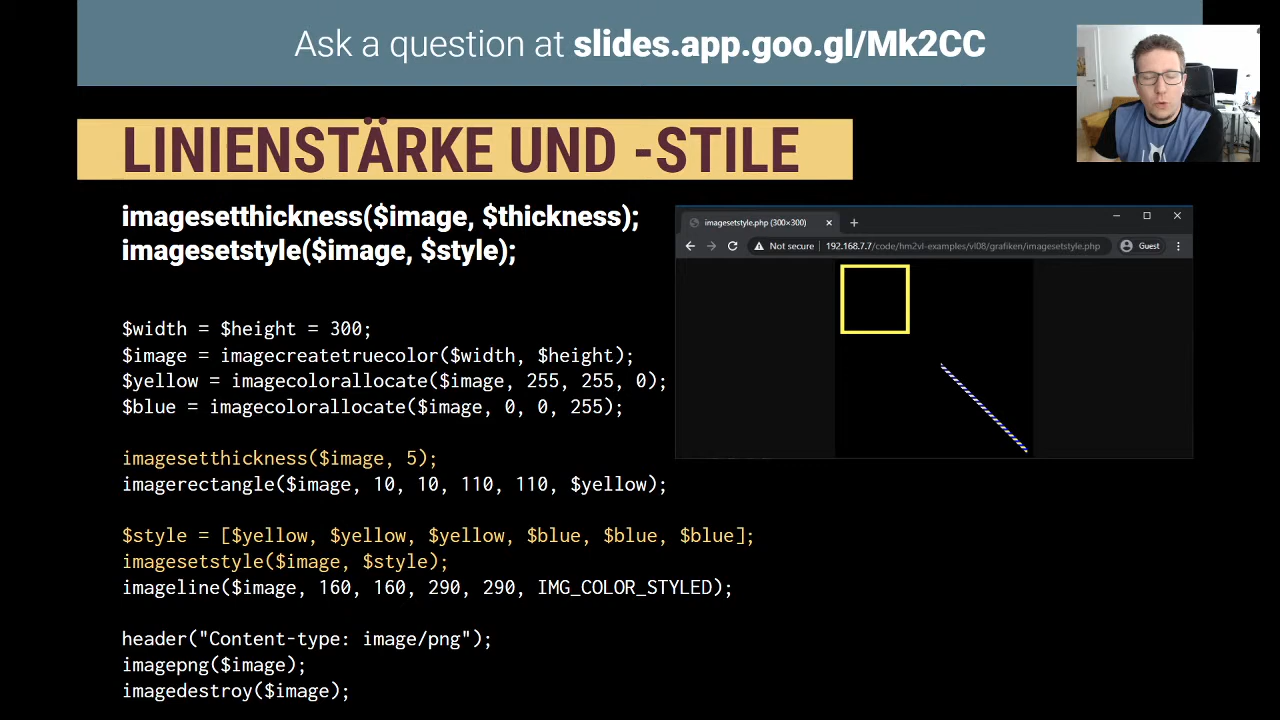 Ask a question at slides.app.goo.gl/Mk2CC
LINIENSTÄRKE UND -STILE
imagesetthickness($image, $thickness);
imagesetstyle($image, $style);
imagesetstyle.php (300×300)
Not secure
192.168.7.7/code/hm2vl-examples/vl08/grafiken/imagesetstyle.php
Guest
$width = $height = 300;
$image = imagecreatetruecolor($width, $height);
$yellow = imagecolorallocate($image, 255, 255, 0);
$blue = imagecolorallocate($image, 0, 0, 255);
imagesetthickness($image, 5);
imagerectangle($image, 10, 10, 110, 110, $yellow);
$style = [$yellow, $yellow, $yellow, $blue, $blue, $blue];
imagesetstyle($image, $style);
imageline($image, 160, 160, 290, 290, IMG_COLOR_STYLED);
header("Content-type: image/png");
imagepng($image);
imagedestroy($image);